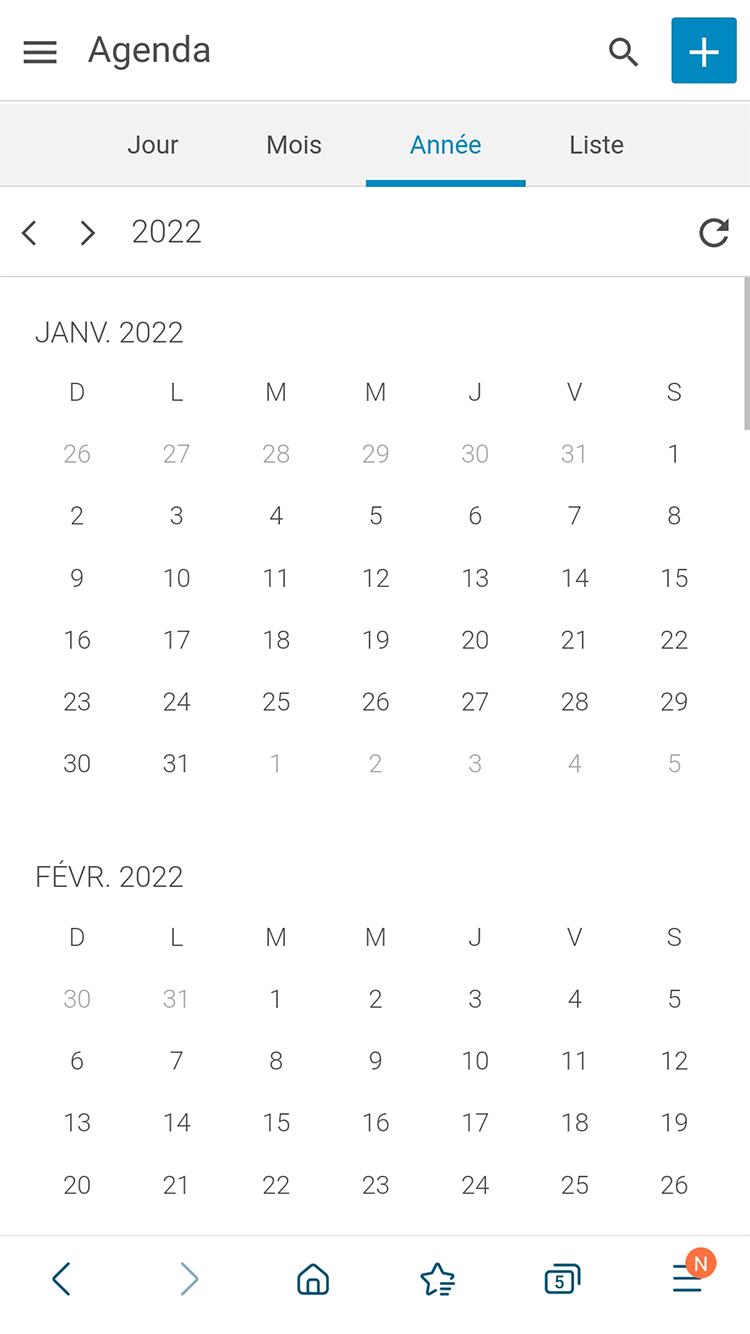 Agenda
Jour Mois Année Liste
2022
JANV. 2022
D L M M J V S
26 27 28 29 30 31 1
2 3 4 5 6 7 8
9 10 11 12 13 14 15
16 17 18 19 20 21 22
23 24 25 26 27 28 29
30 31 1 2 3 4 5
FÉVR. 2022
D L M M J V S
30 31 1 2 3 4 5
6 7 8 9 10 11 12
13 14 15 16 17 18 19
20 21 22 23 24 25 26
5 N